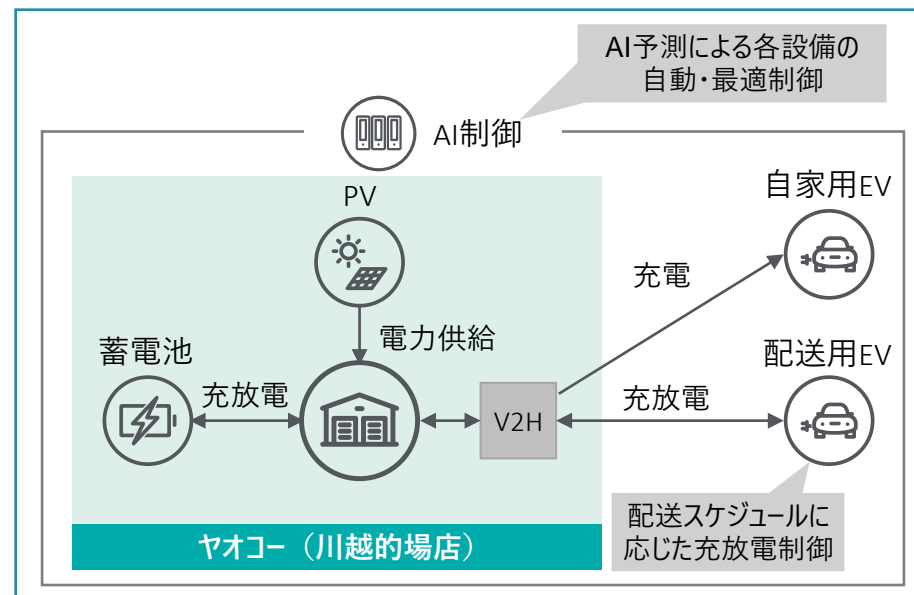 AI予測による各設備の
自動・最適制御
AI制御
PV
自家用EV
充電
電力供給
蓄電池
配送用EV
充放電
V2H
充放電
配送スケジュールに
応じた充放電制御
ヤオコー（川越的場店）